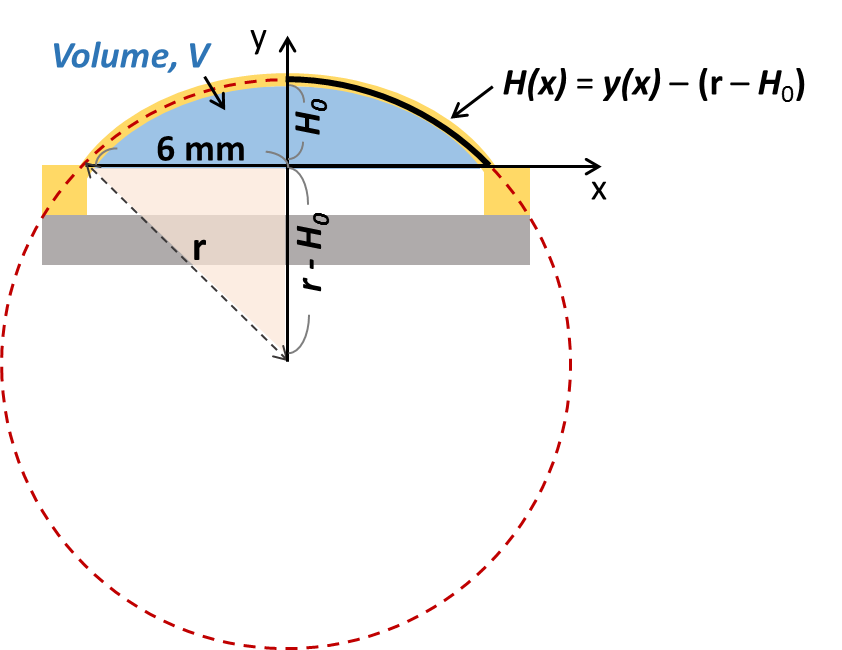 y
Volume, V
H(x) = y(x) – (r – H₀)
H₀
6 mm
x
r
r - H₀